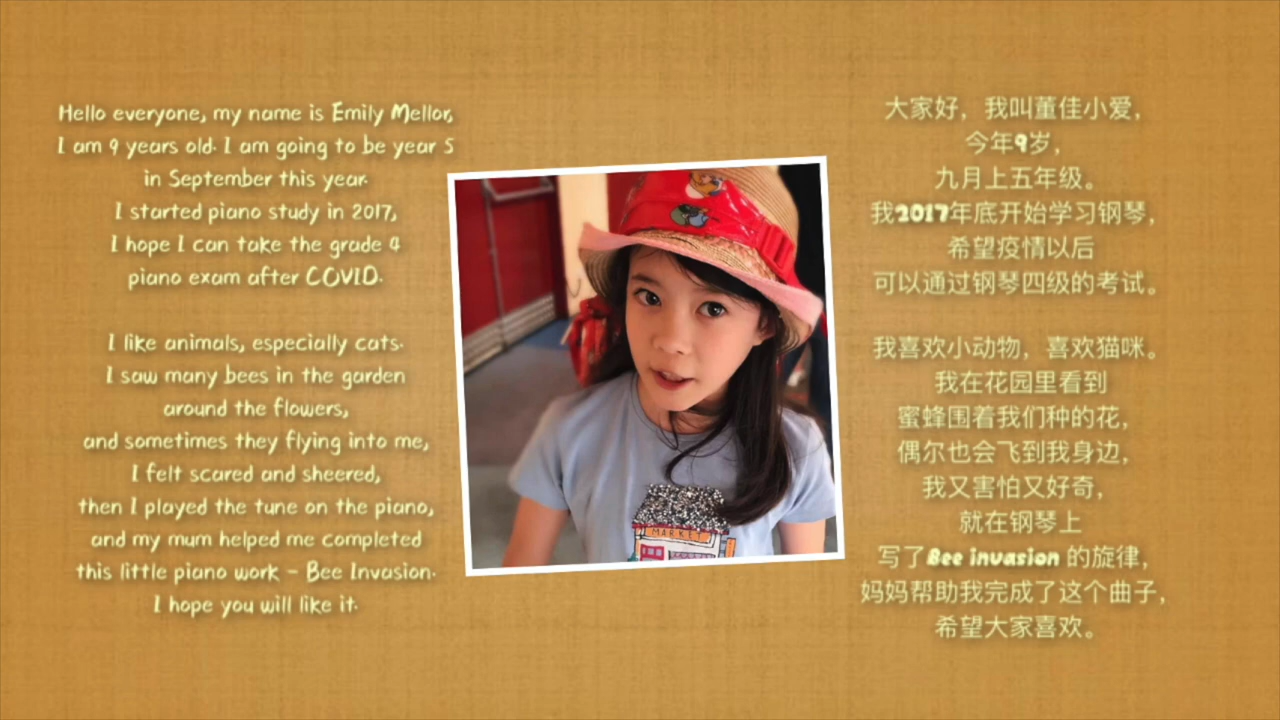 Hello everyone, my name is Emily Mellor,
I am 9 years old. I am going to be year 5
in September this year.
I started piano study in 2017,
I hope I can take the grade 4
piano exam after COVID.
I like animals, especially cats.
I saw many bees in the garden
around the flowers,
and sometimes they flying into me,
I felt scared and sheered,
then I played the tune on the piano,
and my mum helped me completed
this little piano work - Bee Invasion.
I hope you will like it.
MARKET
大家好，我叫董佳小爱，
今年9岁，
九月上五年级。
我2017年底开始学习钢琴，
希望疫情以后
可以通过钢琴四级的考试。
我喜欢小动物，喜欢猫咪。
我在花园里看到
蜜蜂围着我们种的花，
偶尔也会飞到我身边，
我又害怕又好奇，
就在钢琴上
写了Bee invasion 的旋律，
妈妈帮助我完成了这个曲子，
希望大家喜欢。